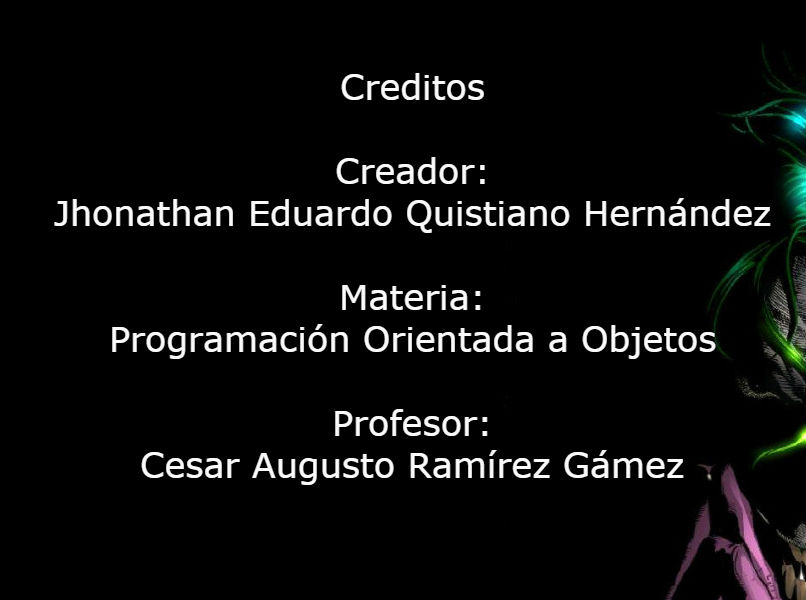 Creditos
Creador:
Jhonathan Eduardo Quistiano Hernández
Materia:
Programación Orientada a Objetos
Profesor:
Cesar Augusto Ramírez Gámez